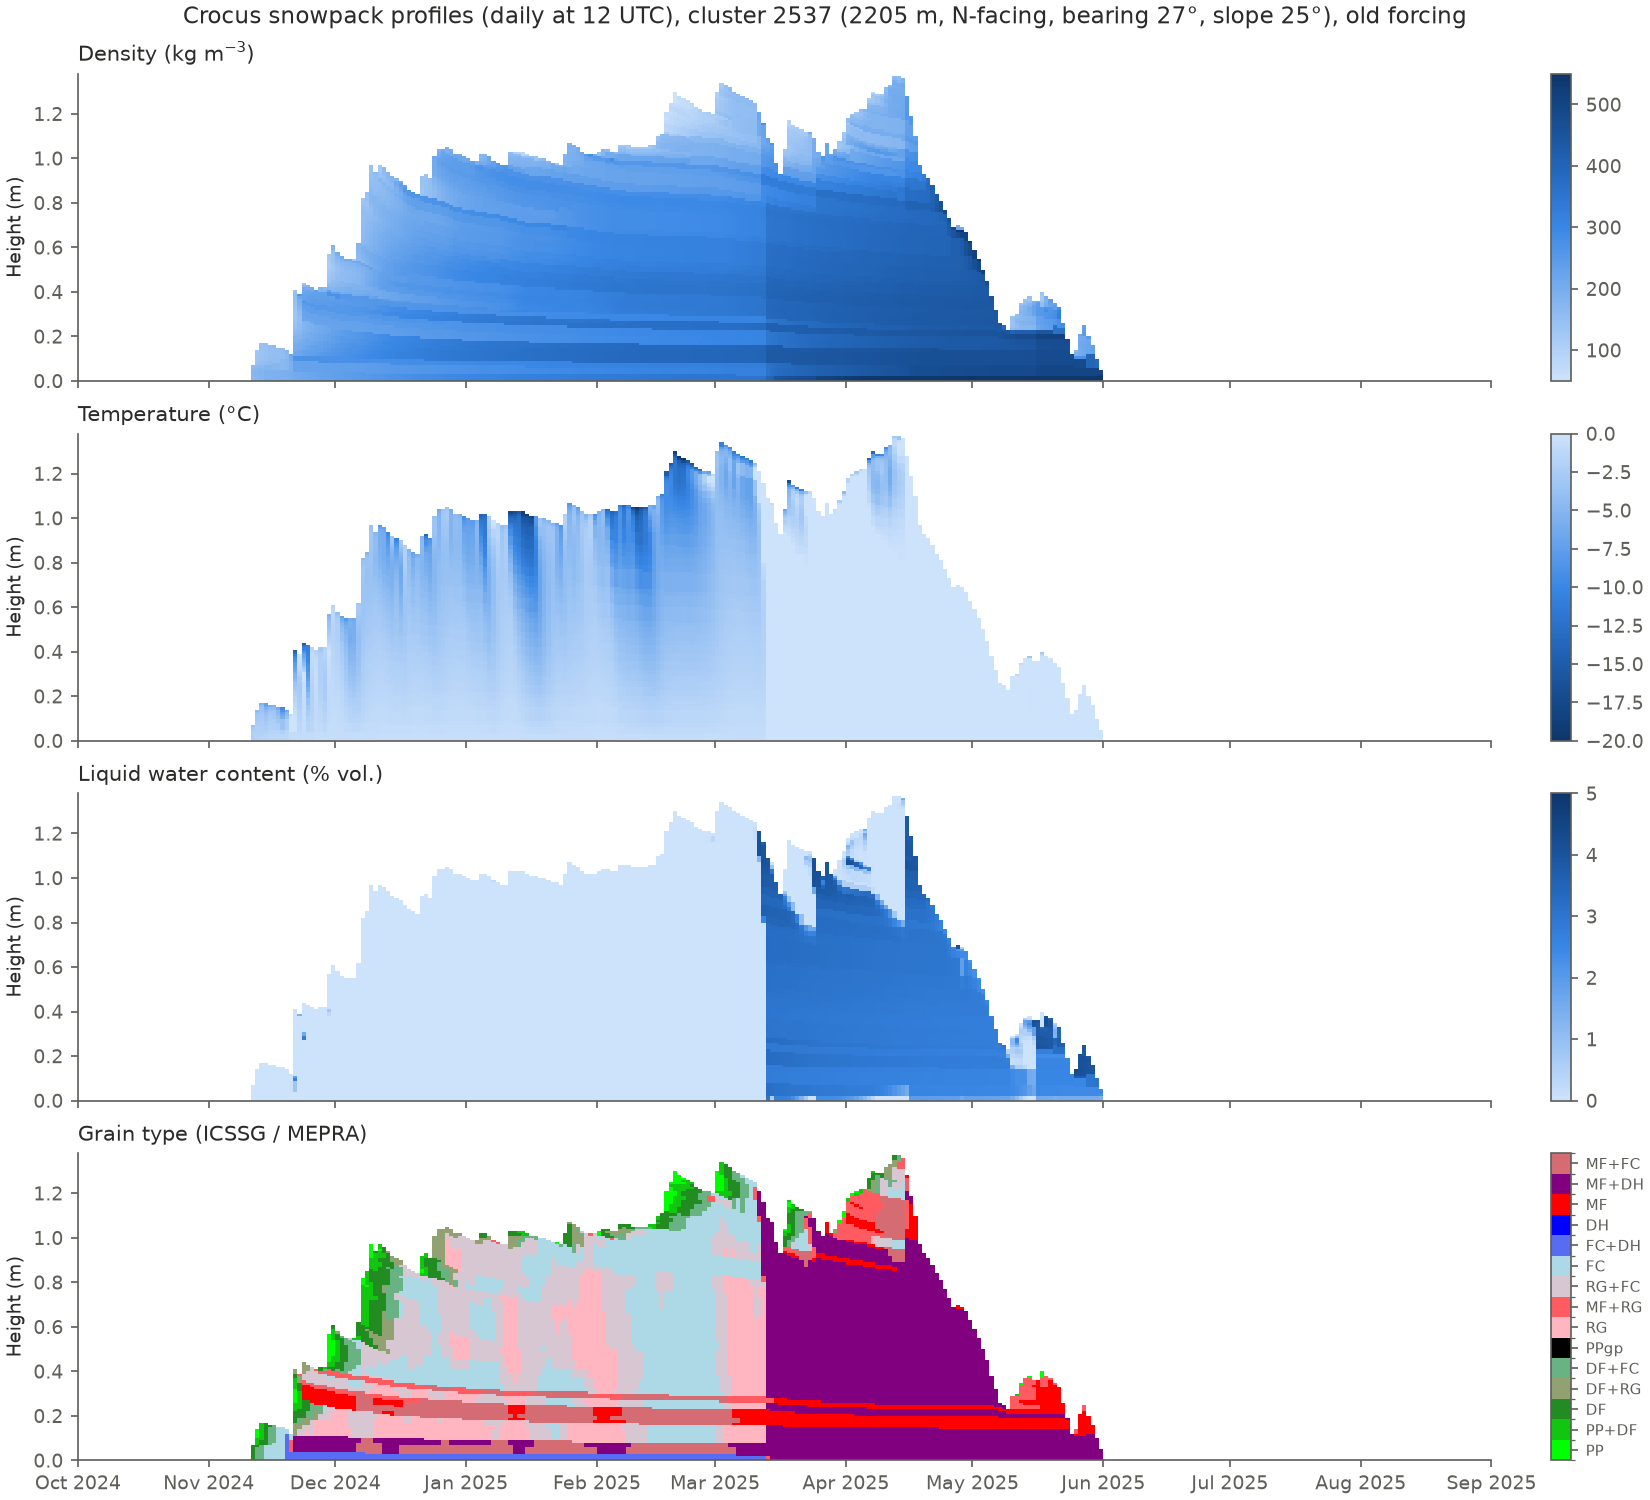 Crocus snowpack profiles (daily at 12 UTC), cluster 2537 (2205 m, N-facing, bearing 27°, slope 25°), old forcing
Density (kg m⁻³)
Height (m)
1.2
1.0
0.8
0.6
0.4
0.2
0.0
500
400
300
200
100
Temperature (°C)
Height (m)
1.2
1.0
0.8
0.6
0.4
0.2
0.0
0.0
−2.5
−5.0
−7.5
−10.0
−12.5
−15.0
−17.5
−20.0
Liquid water content (% vol.)
Height (m)
1.2
1.0
0.8
0.6
0.4
0.2
0.0
5
4
3
2
1
0
Grain type (ICSSG / MEPRA)
Height (m)
1.2
1.0
0.8
0.6
0.4
0.2
0.0
MF+FC
MF+DH
MF
DH
FC+DH
FC
RG+FC
MF+RG
RG
PPgp
DF+FC
DF+RG
DF
PP+DF
PP
Oct 2024 Nov 2024 Dec 2024 Jan 2025 Feb 2025 Mar 2025 Apr 2025 May 2025 Jun 2025 Jul 2025 Aug 2025 Sep 2025